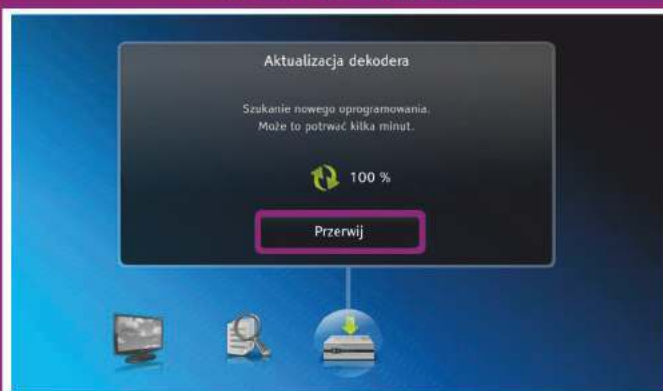 Aktualizacja dekodera
Szukanie nowego oprogramowania.
Może to potrwać kilka minut.
100 %
Przerwij